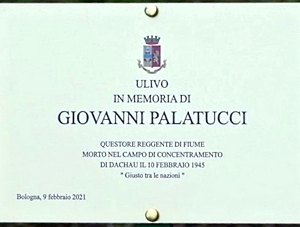 ULIVO
IN MEMORIA DI
GIOVANNI PALATUCCI
QUESTORE REGGENTE DI FIUME
MORTO NEL CAMPO DI CONCENTRAMENTO
DI DACHAU IL 10 FEBBRAIO 1945
" Giusto tra le nazioni "
Bologna, 9 febbraio 2021